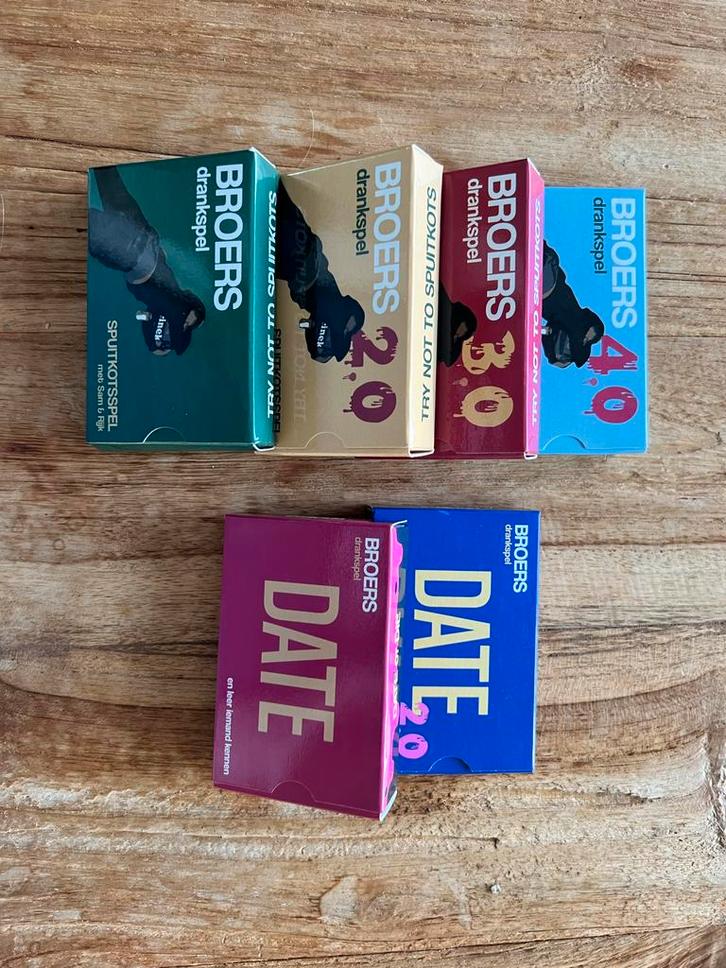 BROERS
drankspel
SPUITKOTSSPEL
met Sam & Rijk
TRY NOT TO SPUITKOTS
BROERS
drankspel
2.0
TRY NOT TO SPUITKOTS
BROERS
drankspel
3.0
TRY NOT TO SPUITKOTS
BROERS
drankspel
4.0
BROERS
drankspel
DATE
en leer iemand kennen
BROERS
drankspel
DATE
2.0